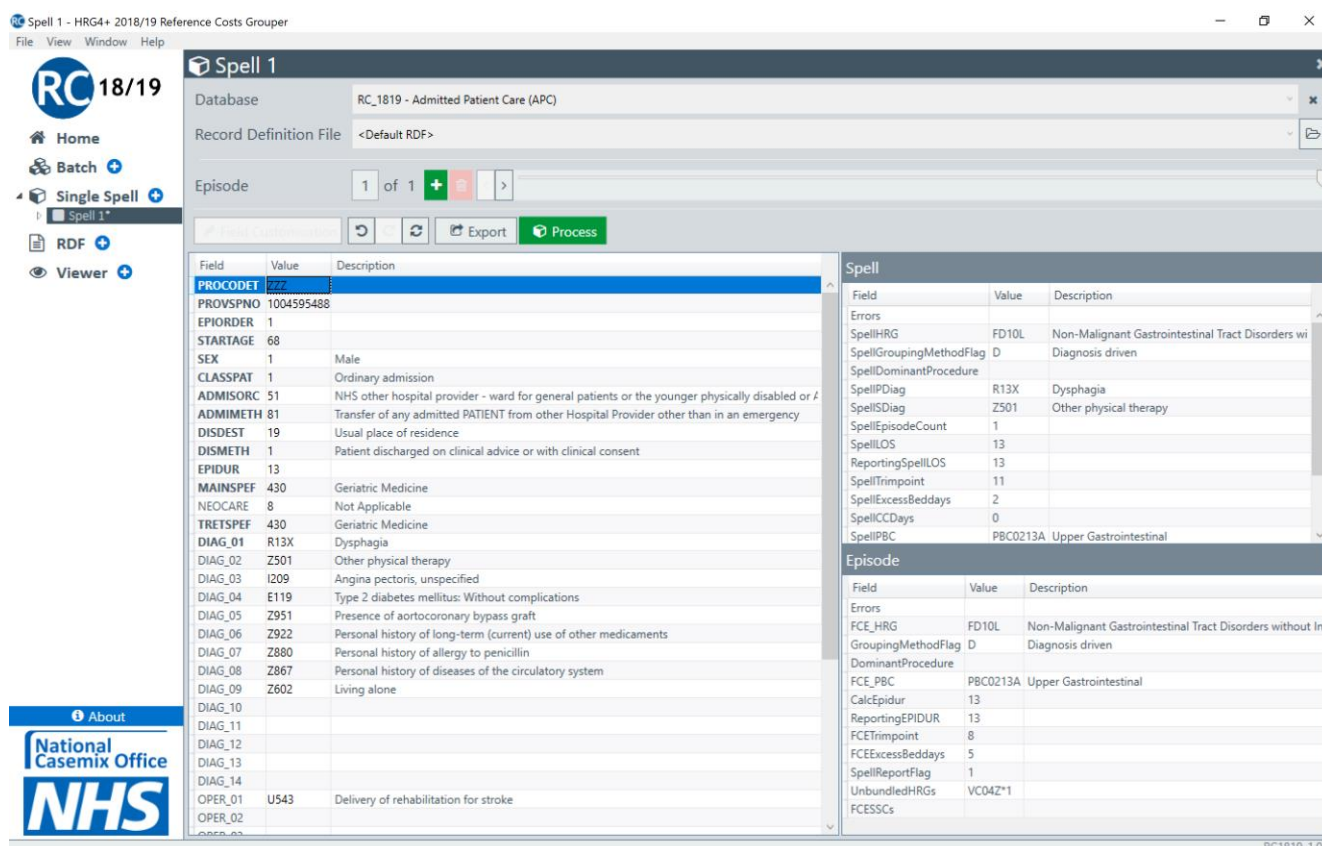 Spell 1 - HRG4+ 2018/19 Reference Costs Grouper
File View Window Help
RC 18/19
Home
Batch
Single Spell
Spell 1*
RDF
Viewer
About
National
Casemix Office
NHS
Spell 1
Database RC_1819 - Admitted Patient Care (APC)
Record Definition File <Default RDF>
Episode 1 of 1
Export Process
Field Value Description
PROCODET ZZZ
PROVSPNO 1004595488
EPIORDER 1
STARTAGE 68
SEX 1 Male
CLASSPAT 1 Ordinary admission
ADMISORC 51 NHS other hospital provider - ward for general patients or the younger physically disabled or A
ADMIMETH 81 Transfer of any admitted PATIENT from other Hospital Provider other than in an emergency
DISDEST 19 Usual place of residence
DISMETH 1 Patient discharged on clinical advice or with clinical consent
EPIDUR 13
MAINSPEF 430 Geriatric Medicine
NEOCARE 8 Not Applicable
TRETSPEF 430 Geriatric Medicine
DIAG_01 R13X Dysphagia
DIAG_02 Z501 Other physical therapy
DIAG_03 I209 Angina pectoris, unspecified
DIAG_04 E119 Type 2 diabetes mellitus: Without complications
DIAG_05 Z951 Presence of aortocoronary bypass graft
DIAG_06 Z922 Personal history of long-term (current) use of other medicaments
DIAG_07 Z880 Personal history of allergy to penicillin
DIAG_08 Z867 Personal history of diseases of the circulatory system
DIAG_09 Z602 Living alone
DIAG_10
DIAG_11
DIAG_12
DIAG_13
DIAG_14
OPER_01 U543 Delivery of rehabilitation for stroke
OPER_02
Spell
Field Value Description
Errors
SpellHRG FD10L Non-Malignant Gastrointestinal Tract Disorders wi
SpellGroupingMethodFlag D Diagnosis driven
SpellDominantProcedure
SpellPDiag R13X Dysphagia
SpellSDiag Z501 Other physical therapy
SpellEpisodeCount 1
SpellLOS 13
ReportingSpellLOS 13
SpellTrimpoint 11
SpellExcessBeddays 2
SpellCCDays 0
SpellPBC PBC0213A Upper Gastrointestinal
Episode
Field Value Description
Errors
FCE_HRG FD10L Non-Malignant Gastrointestinal Tract Disorders without In
GroupingMethodFlag D Diagnosis driven
DominantProcedure
FCE_PBC PBC0213A Upper Gastrointestinal
CalcEpidur 13
ReportingEPIDUR 13
FCETrimpoint 8
FCEExcessBeddays 5
SpellReportFlag 1
UnbundledHRGs VC04Z*1
FCESSCs